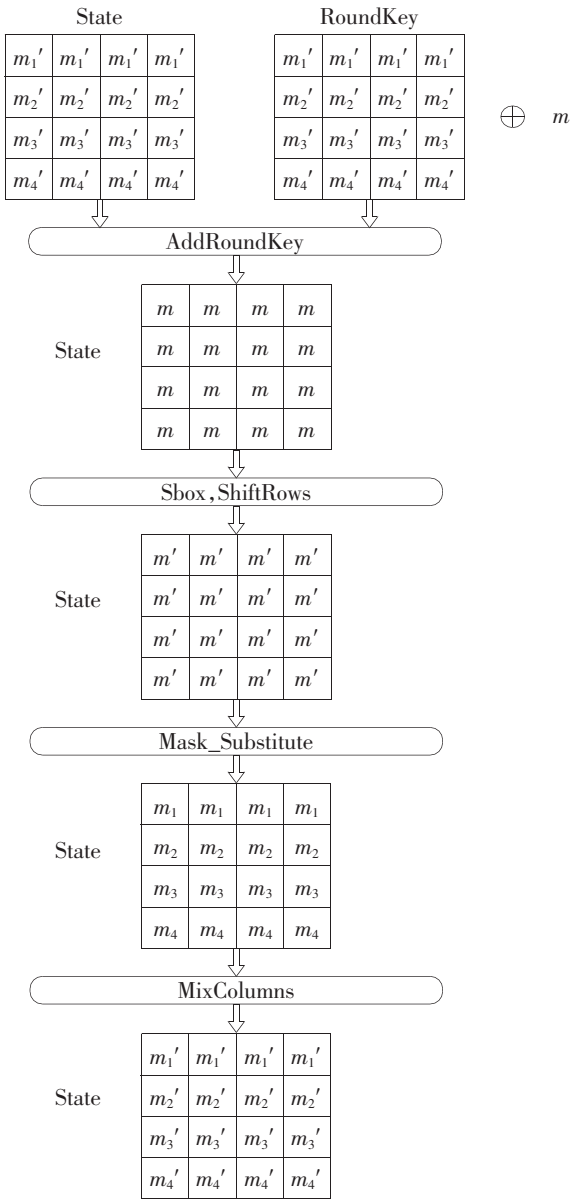 State RoundKey
m₁′ m₁′ m₁′ m₁′ m₁′ m₁′ m₁′ m₁′
m₂′ m₂′ m₂′ m₂′ m₂′ m₂′ m₂′ m₂′ ⊕ m
m₃′ m₃′ m₃′ m₃′ m₃′ m₃′ m₃′ m₃′
m₄′ m₄′ m₄′ m₄′ m₄′ m₄′ m₄′ m₄′
AddRoundKey
m m m m
State
m m m m
m m m m
m m m m
Sbox,ShiftRows
m′ m′ m′ m′
State
m′ m′ m′ m′
m′ m′ m′ m′
m′ m′ m′ m′
Mask_Substitute
m₁ m₁ m₁ m₁
State
m₂ m₂ m₂ m₂
m₃ m₃ m₃ m₃
m₄ m₄ m₄ m₄
MixColumns
m₁′ m₁′ m₁′ m₁′
State
m₂′ m₂′ m₂′ m₂′
m₃′ m₃′ m₃′ m₃′
m₄′ m₄′ m₄′ m₄′